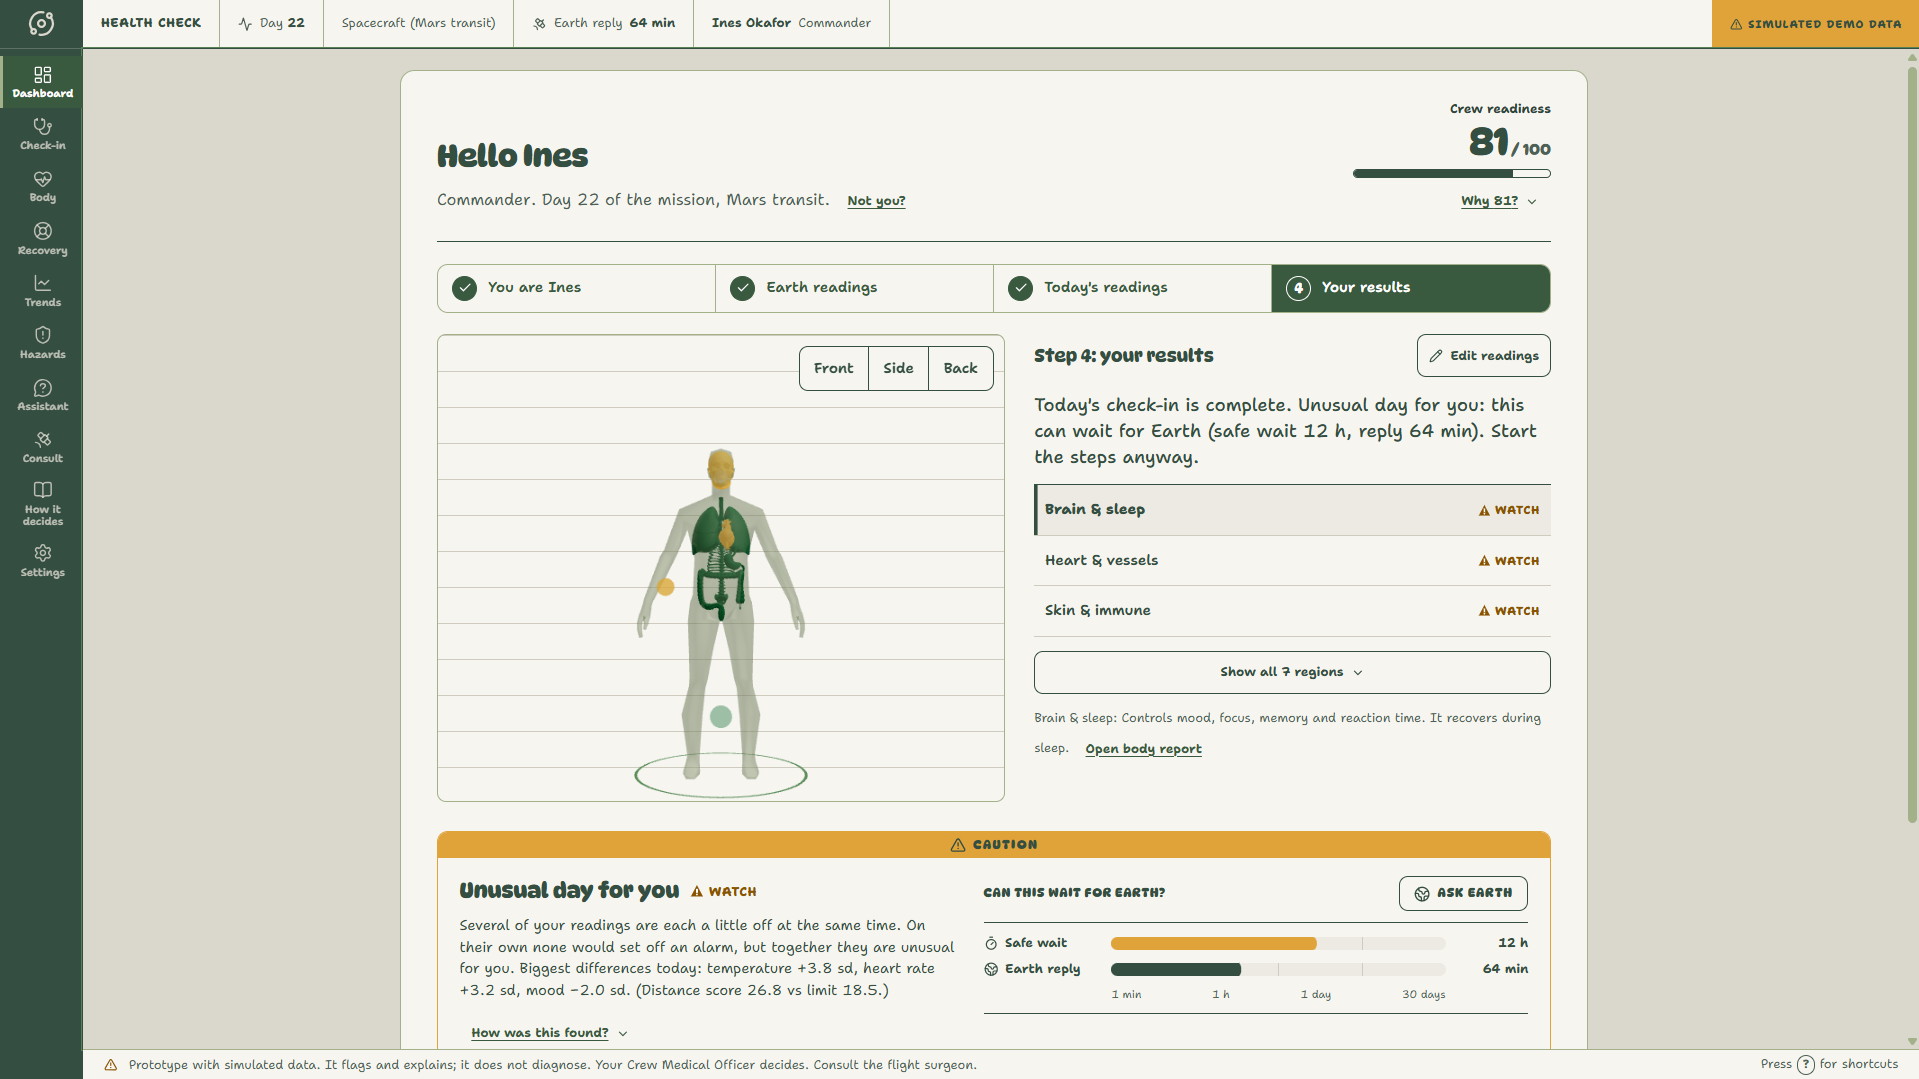 HEALTH CHECK
Day 22
Spacecraft (Mars transit)
Earth reply 64 min
Ines Okafor Commander
SIMULATED DEMO DATA
Dashboard
Check-in
Body
Recovery
Trends
Hazards
Assistant
Consult
How it
decides
Settings
Hello Ines
Commander. Day 22 of the mission, Mars transit. Not you?
Crew readiness
81 / 100
Why 81?
You are Ines
Earth readings
Today's readings
4 Your results
Front
Side
Back
Step 4: your results
Edit readings
Today's check-in is complete. Unusual day for you: this
can wait for Earth (safe wait 12 h, reply 64 min). Start
the steps anyway.
Brain & sleep WATCH
Heart & vessels WATCH
Skin & immune WATCH
Show all 7 regions
Brain & sleep: Controls mood, focus, memory and reaction time. It recovers during
sleep. Open body report
CAUTION
Unusual day for you WATCH
Several of your readings are each a little off at the same time. On
their own none would set off an alarm, but together they are unusual
for you. Biggest differences today: temperature +3.8 sd, heart rate
+3.2 sd, mood −2.0 sd. (Distance score 26.8 vs limit 18.5.)
How was this found?
CAN THIS WAIT FOR EARTH?
ASK EARTH
Safe wait 12 h
Earth reply 64 min
1 min 1 h 1 day 30 days
Prototype with simulated data. It flags and explains; it does not diagnose. Your Crew Medical Officer decides. Consult the flight surgeon.
Press ? for shortcuts